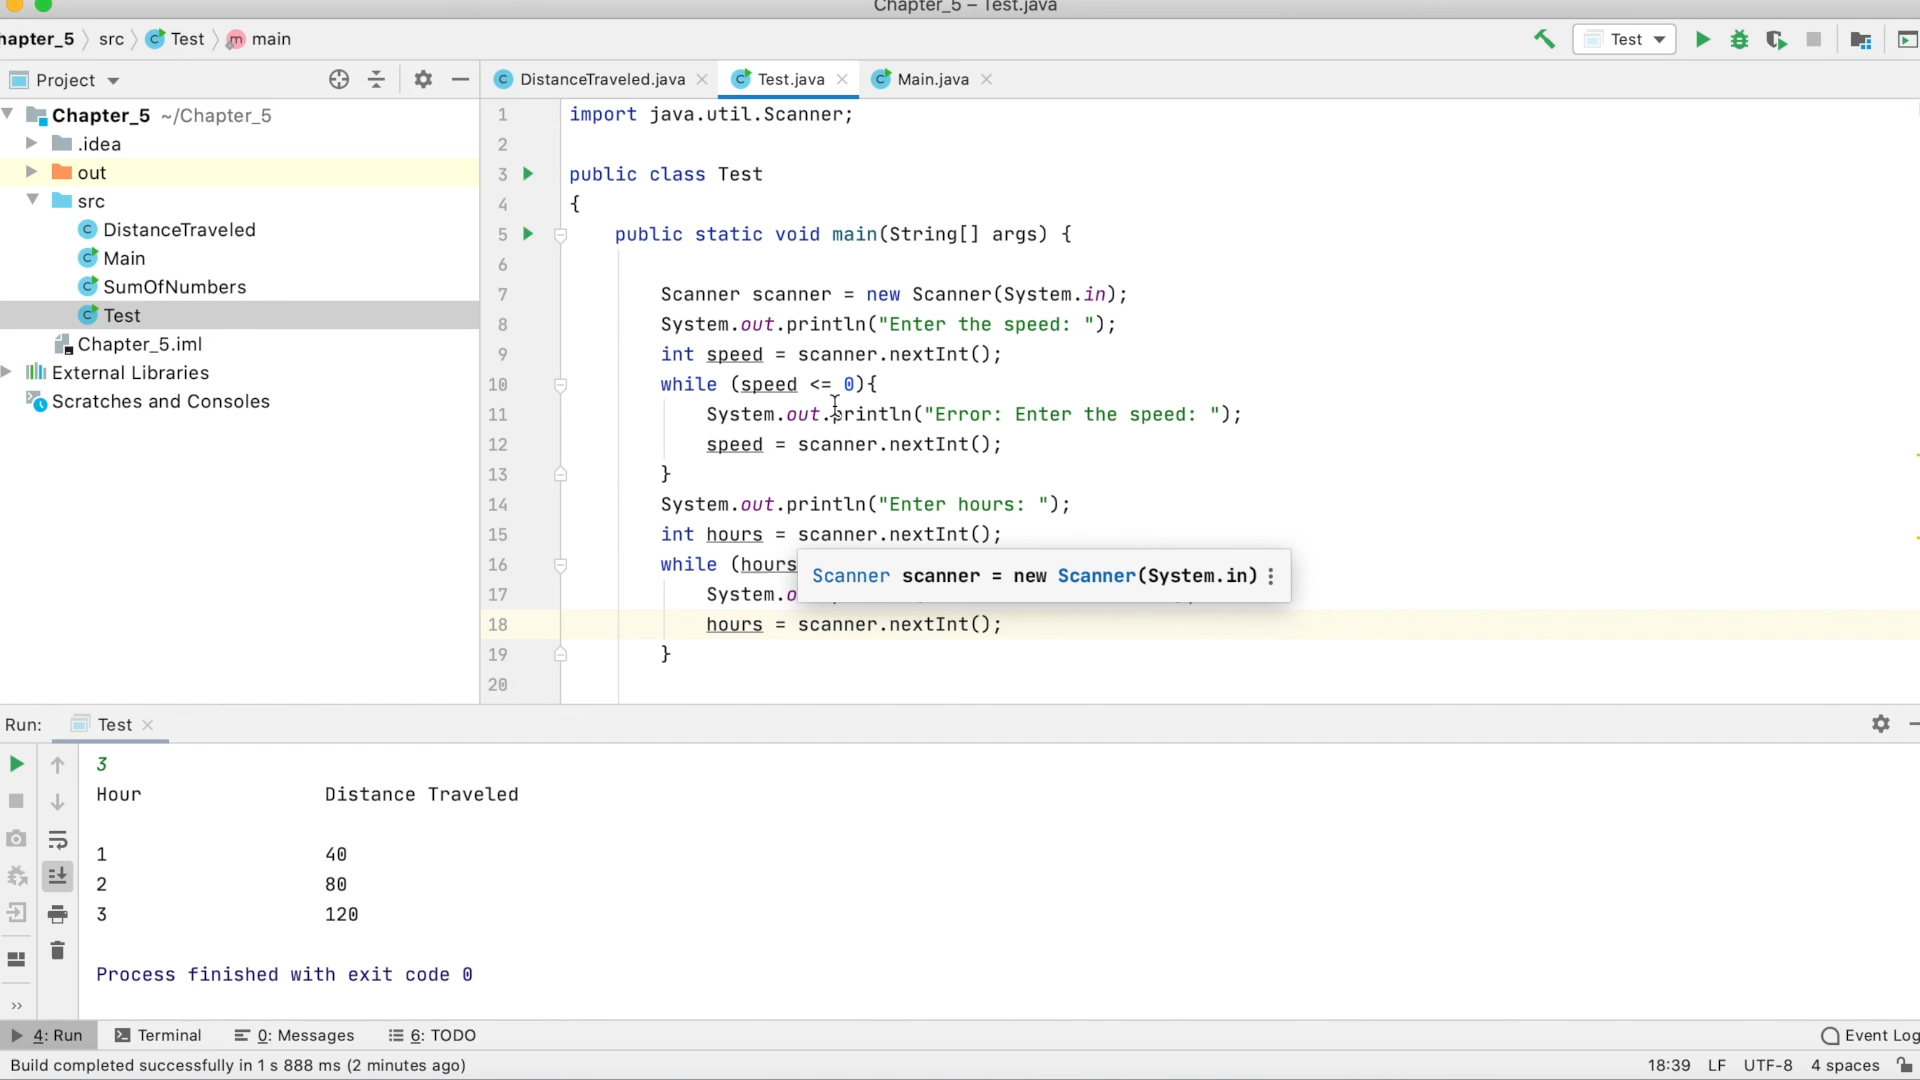 Chapter_5 – Test.java
hapter_5 src Test main
Test
Project
DistanceTraveled.java Test.java Main.java
Chapter_5 ~/Chapter_5
.idea
out
src
DistanceTraveled
Main
SumOfNumbers
Test
Chapter_5.iml
External Libraries
Scratches and Consoles
1 import java.util.Scanner;
2
3 public class Test
4 {
5 public static void main(String[] args) {
6
7 Scanner scanner = new Scanner(System.in);
8 System.out.println("Enter the speed: ");
9 int speed = scanner.nextInt();
10 while (speed <= 0){
11 System.out.println("Error: Enter the speed: ");
12 speed = scanner.nextInt();
13 }
14 System.out.println("Enter hours: ");
15 int hours = scanner.nextInt();
16 while (hours
Scanner scanner = new Scanner(System.in)
17 System.o
18 hours = scanner.nextInt();
19 }
20
Run: Test
3
Hour Distance Traveled
1 40
2 80
3 120
Process finished with exit code 0
4: Run Terminal 0: Messages 6: TODO Event Log
Build completed successfully in 1 s 888 ms (2 minutes ago) 18:39 LF UTF-8 4 spaces